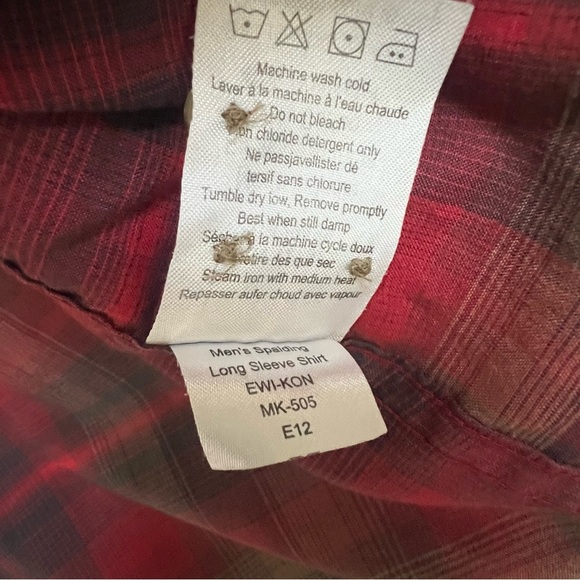 Machine wash cold
Laver á la machine à l'eau chaude
Do not bleach
on chloride detergent only
Ne passjavellister dé
tersif sans chlorure
Tumble dry low, Remove promptly
Best when still damp
à la machine cycle doux
des que sec
Steam iron with medium heat
Repasser aufer choud avec vapour
Men's Spalding
Long Sleeve Shirt
EWI-KON
MK-505
E12